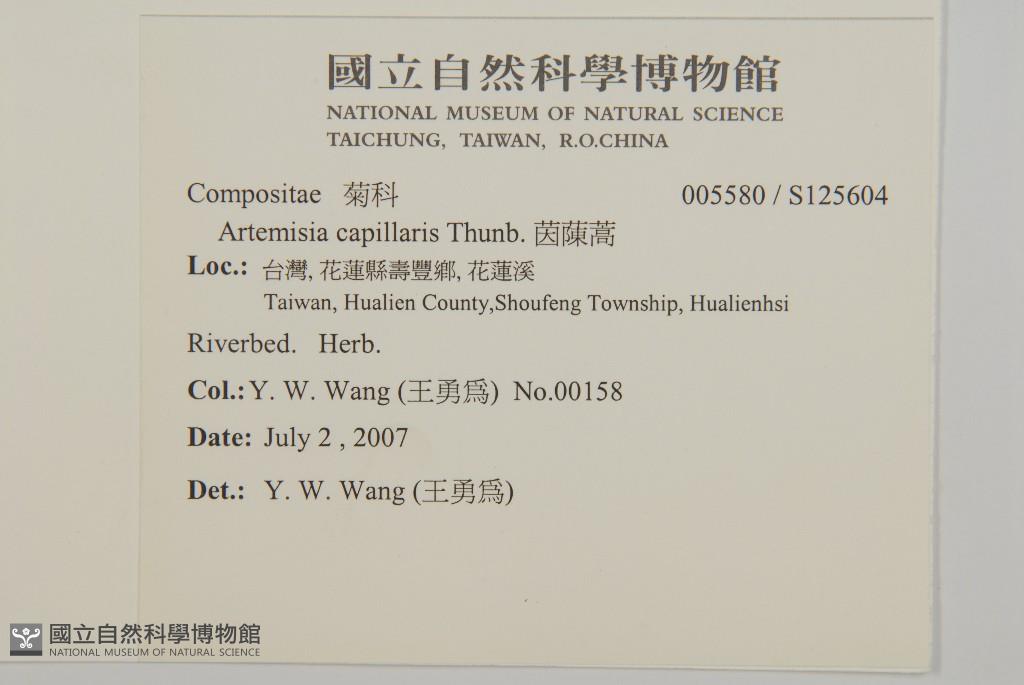 國立自然科學博物館
NATIONAL MUSEUM OF NATURAL SCIENCE
TAICHUNG, TAIWAN, R.O.CHINA
Compositae 菊科 005580 / S125604
Artemisia capillaris Thunb. 茵蔯蒿
Loc.: 台灣, 花蓮縣壽豐鄉, 花蓮溪
Taiwan, Hualien County,Shoufeng Township, Hualienhsi
Riverbed. Herb.
Col.: Y. W. Wang (王勇為) No.00158
Date: July 2 , 2007
Det.: Y. W. Wang (王勇為)
國立自然科學博物館
NATIONAL MUSEUM OF NATURAL SCIENCE